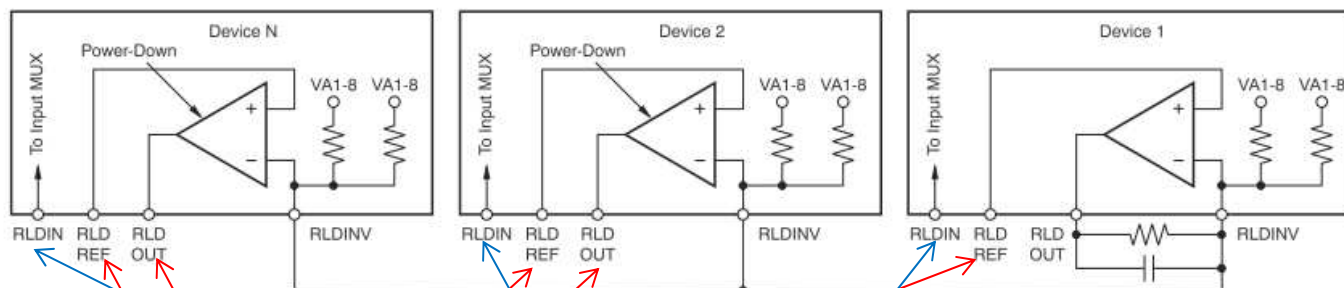 Device N
Power-Down
To Input MUX
VA1-8 VA1-8
+
−
RLDIN RLD REF RLD OUT RLDINV
Device 2
Power-Down
To Input MUX
VA1-8 VA1-8
+
−
RLDIN RLD REF RLD OUT RLDINV
Device 1
To Input MUX
VA1-8 VA1-8
+
−
RLDIN RLD REF RLD OUT RLDINV